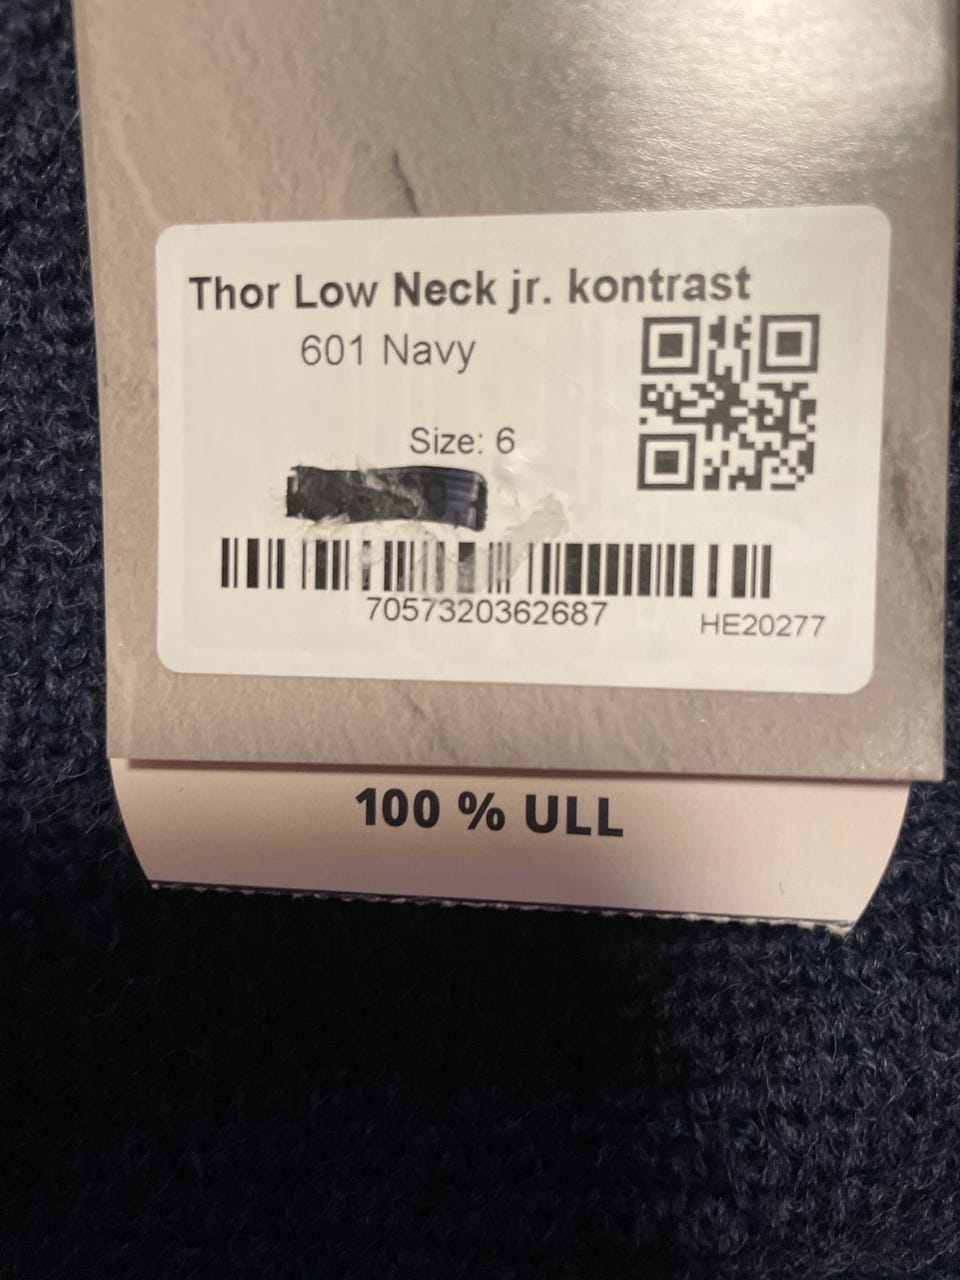 Thor Low Neck jr. kontrast
601 Navy
Size: 6
7057320362687
HE20277
100 % ULL